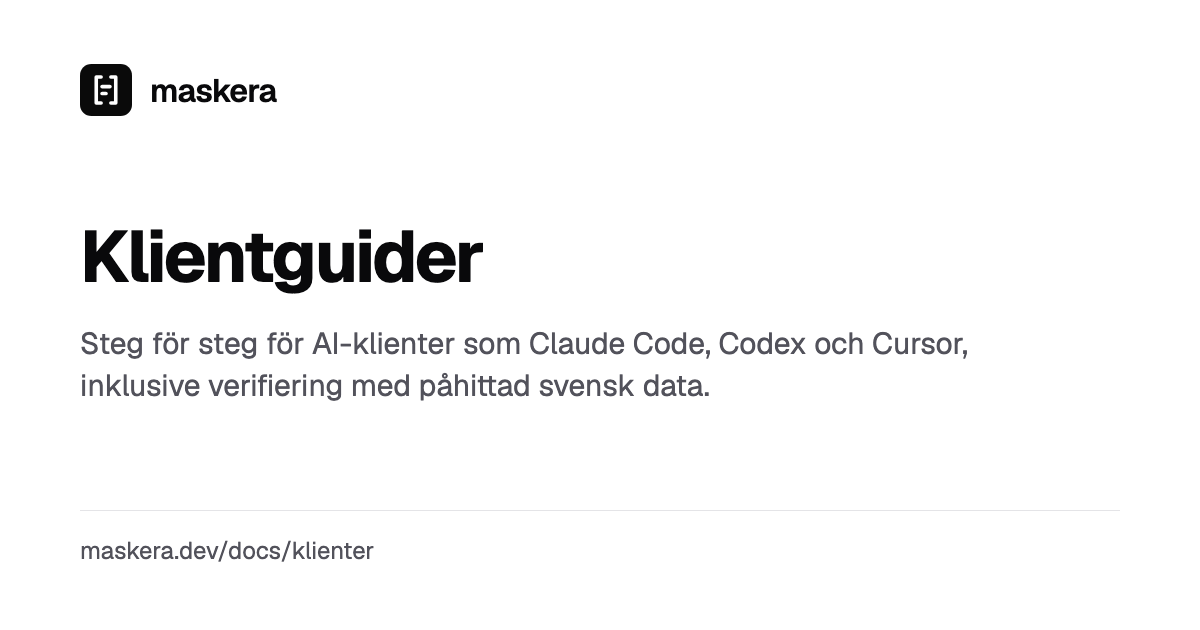 maskera
Klientguider
Steg för steg för AI-klienter som Claude Code, Codex och Cursor,
inklusive verifiering med påhittad svensk data.
maskera.dev/docs/klienter